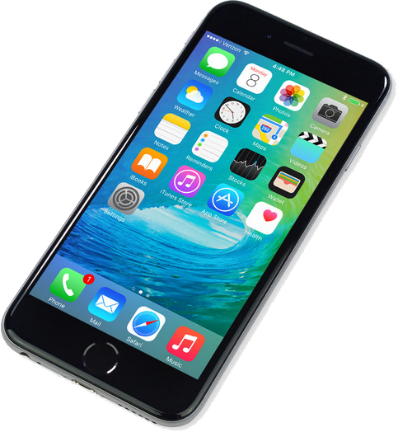 Verizon 4:48 PM
Messages
Monday
8
Calendar
Photos
Camera
Weather
Clock
Maps
Videos
Notes
Reminders
Stocks
Wallet
iBooks
iTunes Store
App Store
Health
Settings
1
Phone
Mail
Safari
Music